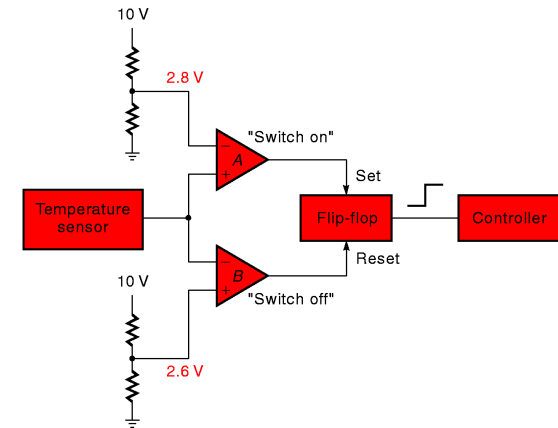 10 V
2.8 V
"Switch on"
−
A
+
Set
Temperature
sensor
Flip-flop
Controller
−
B
+
Reset
"Switch off"
10 V
2.6 V